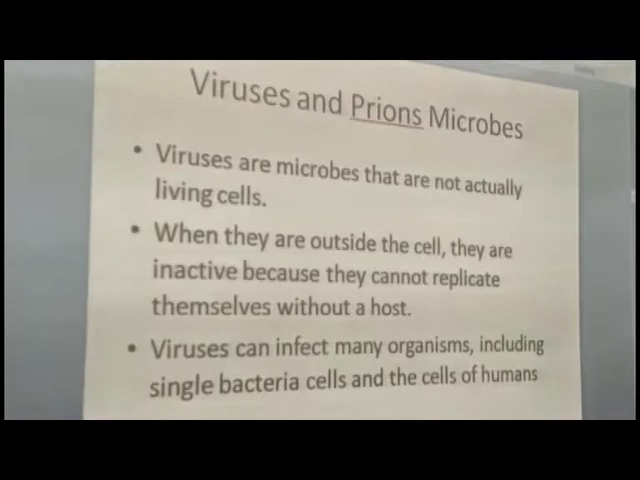 Viruses and Prions Microbes
• Viruses are microbes that are not actually
living cells.
• When they are outside the cell, they are
inactive because they cannot replicate
themselves without a host.
• Viruses can infect many organisms, including
single bacteria cells and the cells of humans